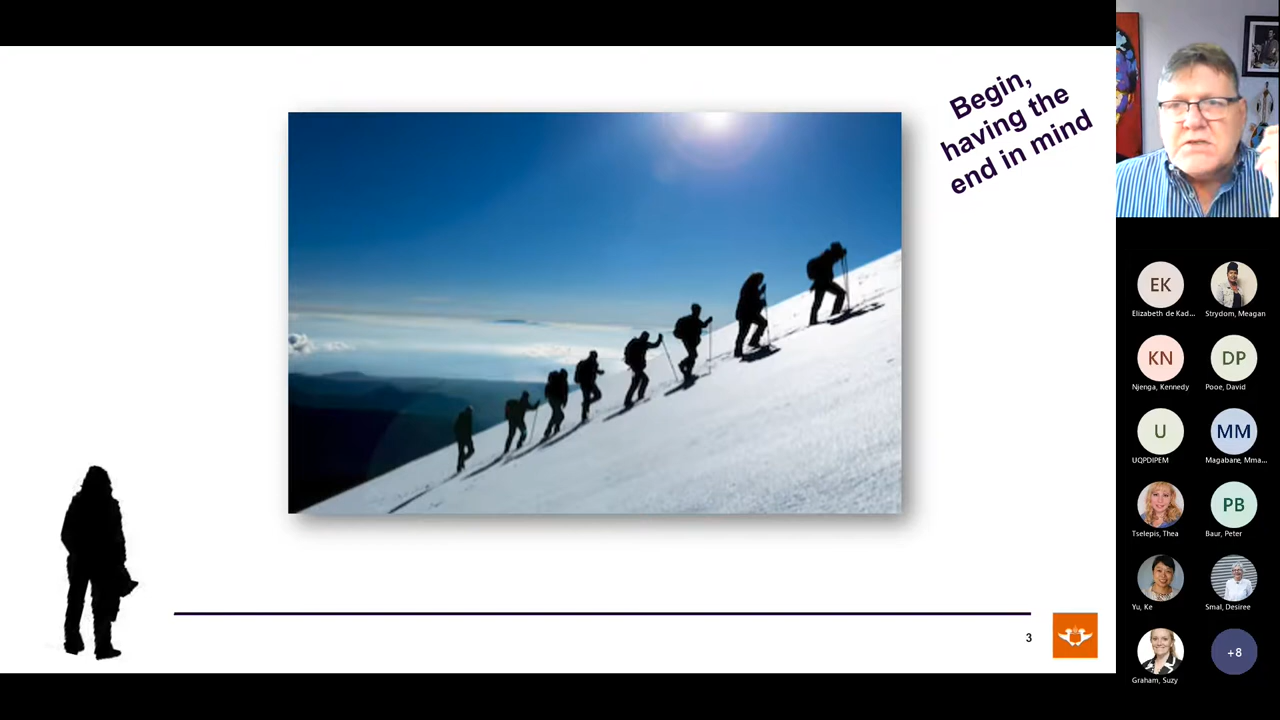 Begin,
having the
end in mind
3
EK
Elizabeth de Kad...
Strydom, Meagan
KN
Njenga, Kennedy
DP
Pooe, David
U
UQPDIPEM
MM
Magabane, Mma...
Tselepis, Thea
PB
Baur, Peter
Yu, Ke
Smal, Desiree
Graham, Suzy
+8